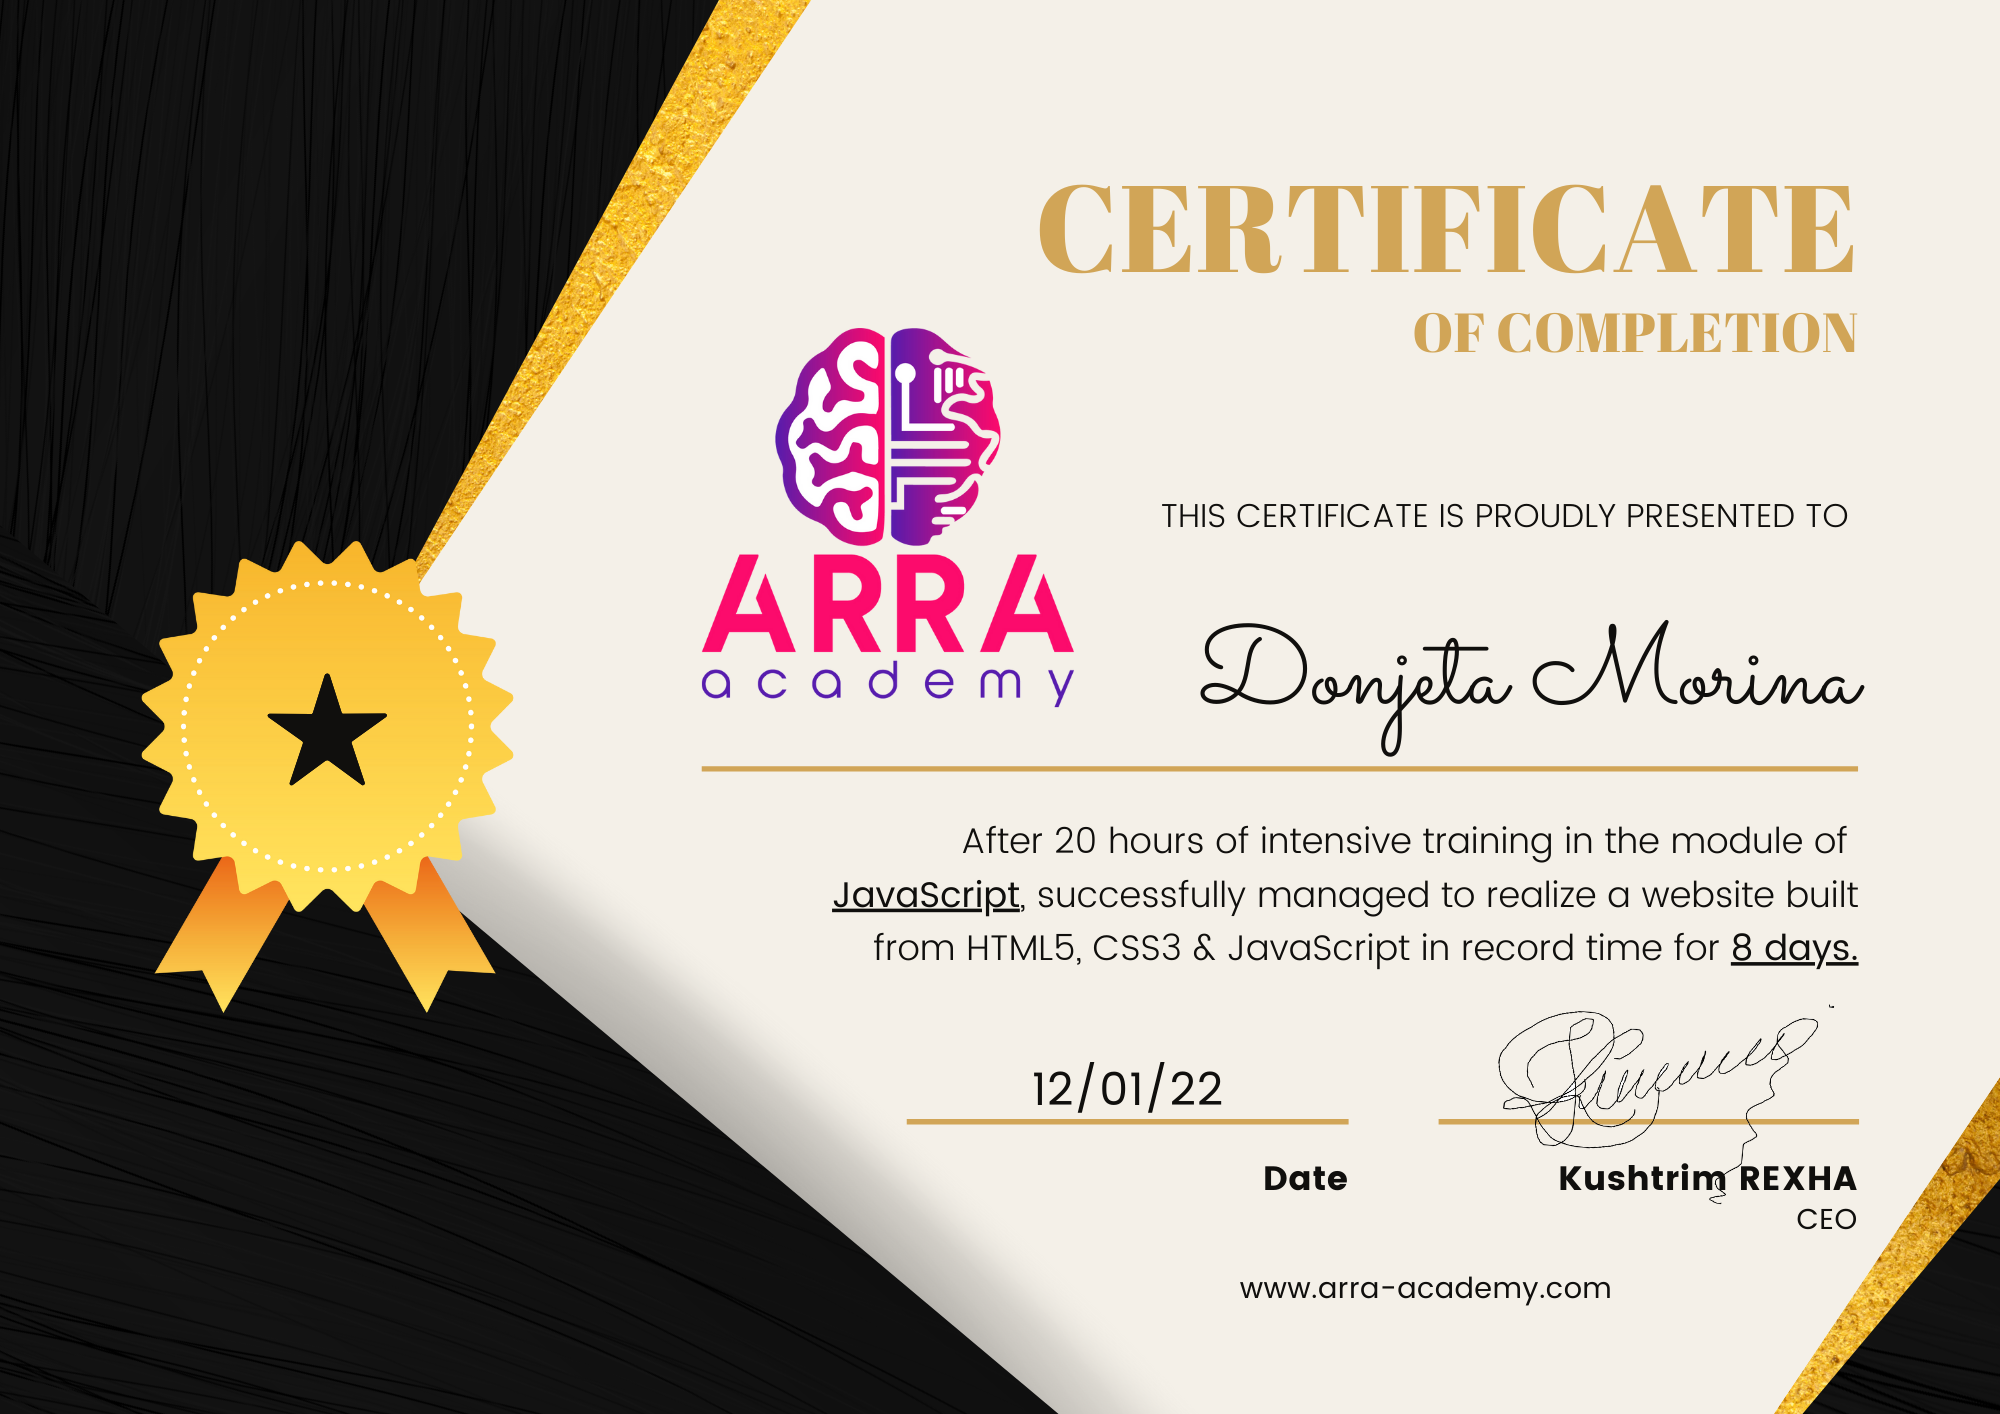 CERTIFICATE
OF COMPLETION
ARRA
academy
THIS CERTIFICATE IS PROUDLY PRESENTED TO
Donjeta Morina
After 20 hours of intensive training in the module of
JavaScript, successfully managed to realize a website built
from HTML5, CSS3 & JavaScript in record time for 8 days.
12/01/22
Date
Kushtrim REXHA
CEO
www.arra-academy.com